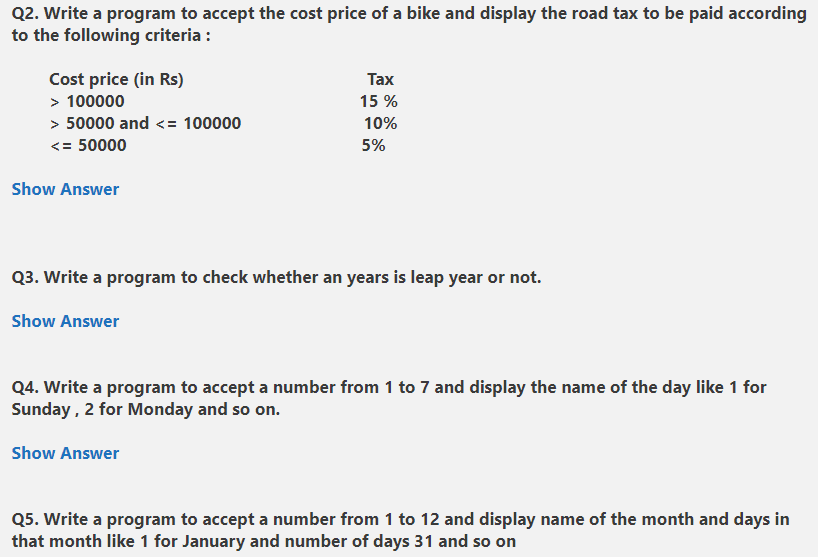 Q2. Write a program to accept the cost price of a bike and display the road tax to be paid according
to the following criteria :
Cost price (in Rs) Tax
> 100000 15 %
> 50000 and <= 100000 10%
<= 50000 5%
Show Answer
Q3. Write a program to check whether an years is leap year or not.
Show Answer
Q4. Write a program to accept a number from 1 to 7 and display the name of the day like 1 for
Sunday , 2 for Monday and so on.
Show Answer
Q5. Write a program to accept a number from 1 to 12 and display name of the month and days in
that month like 1 for January and number of days 31 and so on